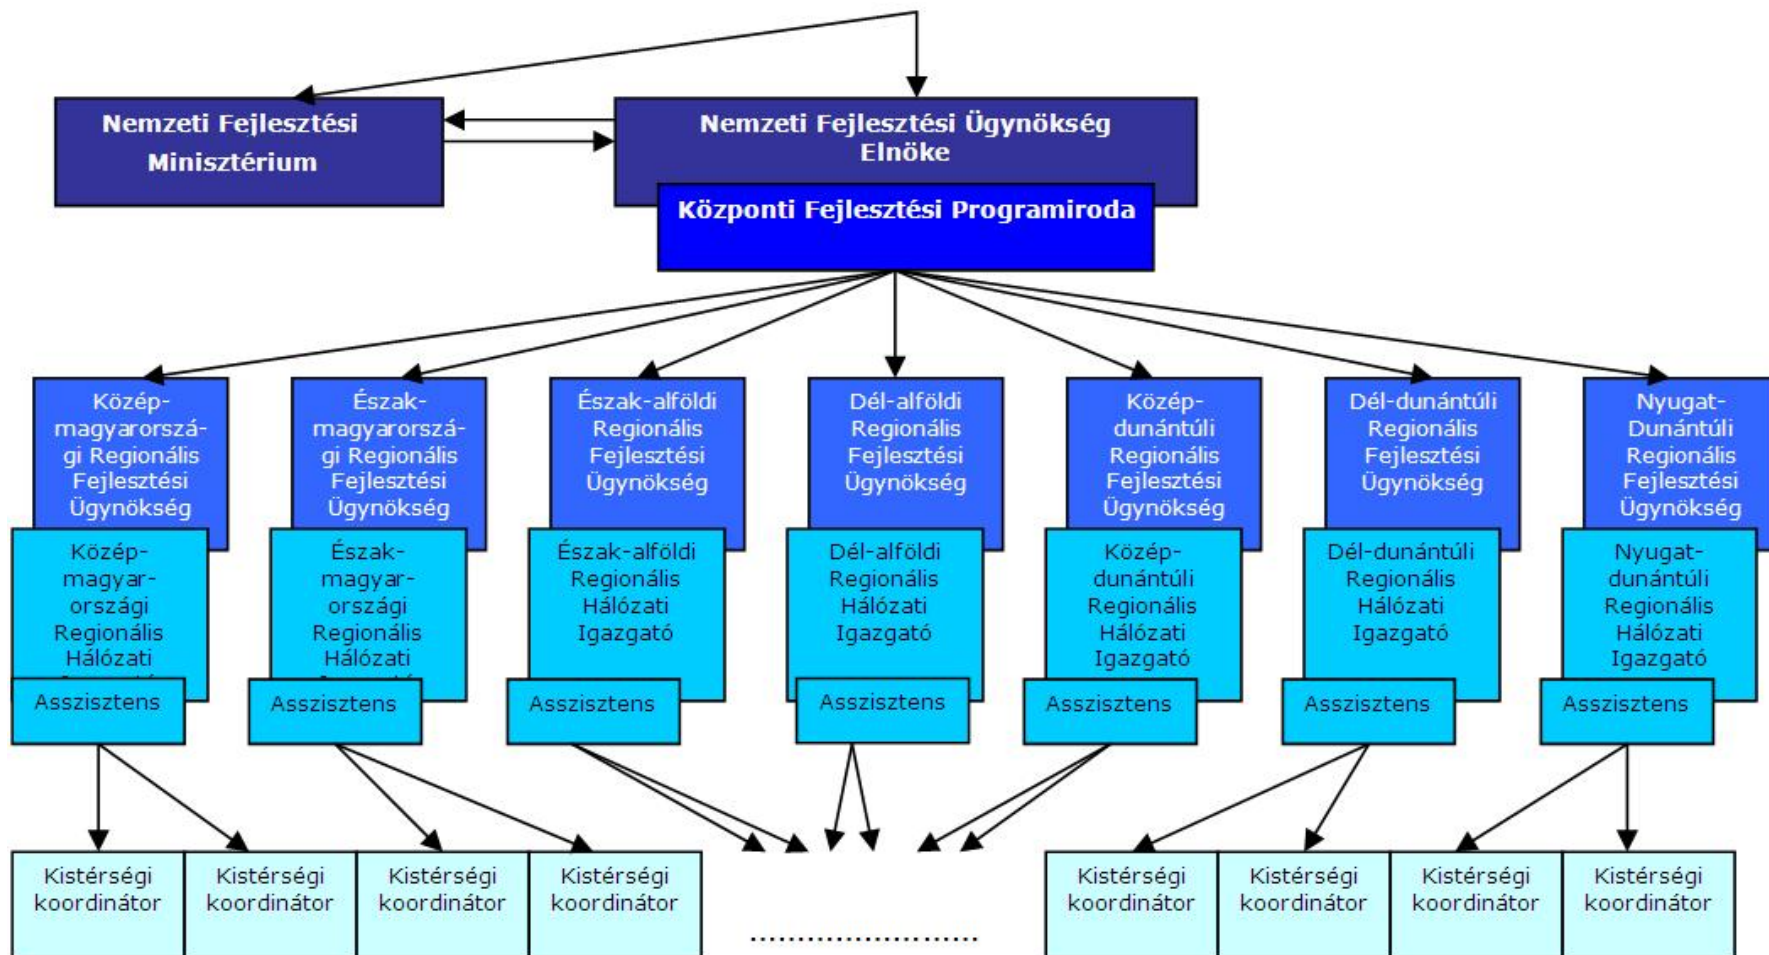 Nemzeti Fejlesztési
Minisztérium
Nemzeti Fejlesztési Ügynökség
Elnöke
Központi Fejlesztési Programiroda
Közép-
magyarorszá-
gi Regionális
Fejlesztési
Ügynökség
Észak-
magyarorszá-
gi Regionális
Fejlesztési
Ügynökség
Észak-alföldi
Regionális
Fejlesztési
Ügynökség
Dél-alföldi
Regionális
Fejlesztési
Ügynökség
Közép-
dunántúli
Regionális
Fejlesztési
Ügynökség
Dél-dunántúli
Regionális
Fejlesztési
Ügynökség
Nyugat-
Dunántúli
Regionális
Fejlesztési
Ügynökség
Közép-
magyar-
országi
Regionális
Hálózati
Észak-
magyar-
országi
Regionális
Hálózati
Észak-alföldi
Regionális
Hálózati
Igazgató
Dél-alföldi
Regionális
Hálózati
Igazgató
Közép-
dunántúli
Regionális
Hálózati
Igazgató
Dél-dunántúli
Regionális
Hálózati
Igazgató
Nyugat-
dunántúli
Regionális
Hálózati
Igazgató
Asszisztens
Asszisztens
Asszisztens
Asszisztens
Asszisztens
Asszisztens
Asszisztens
Kistérségi
koordinátor
Kistérségi
koordinátor
Kistérségi
koordinátor
Kistérségi
koordinátor
........................
Kistérségi
koordinátor
Kistérségi
koordinátor
Kistérségi
koordinátor
Kistérségi
koordinátor